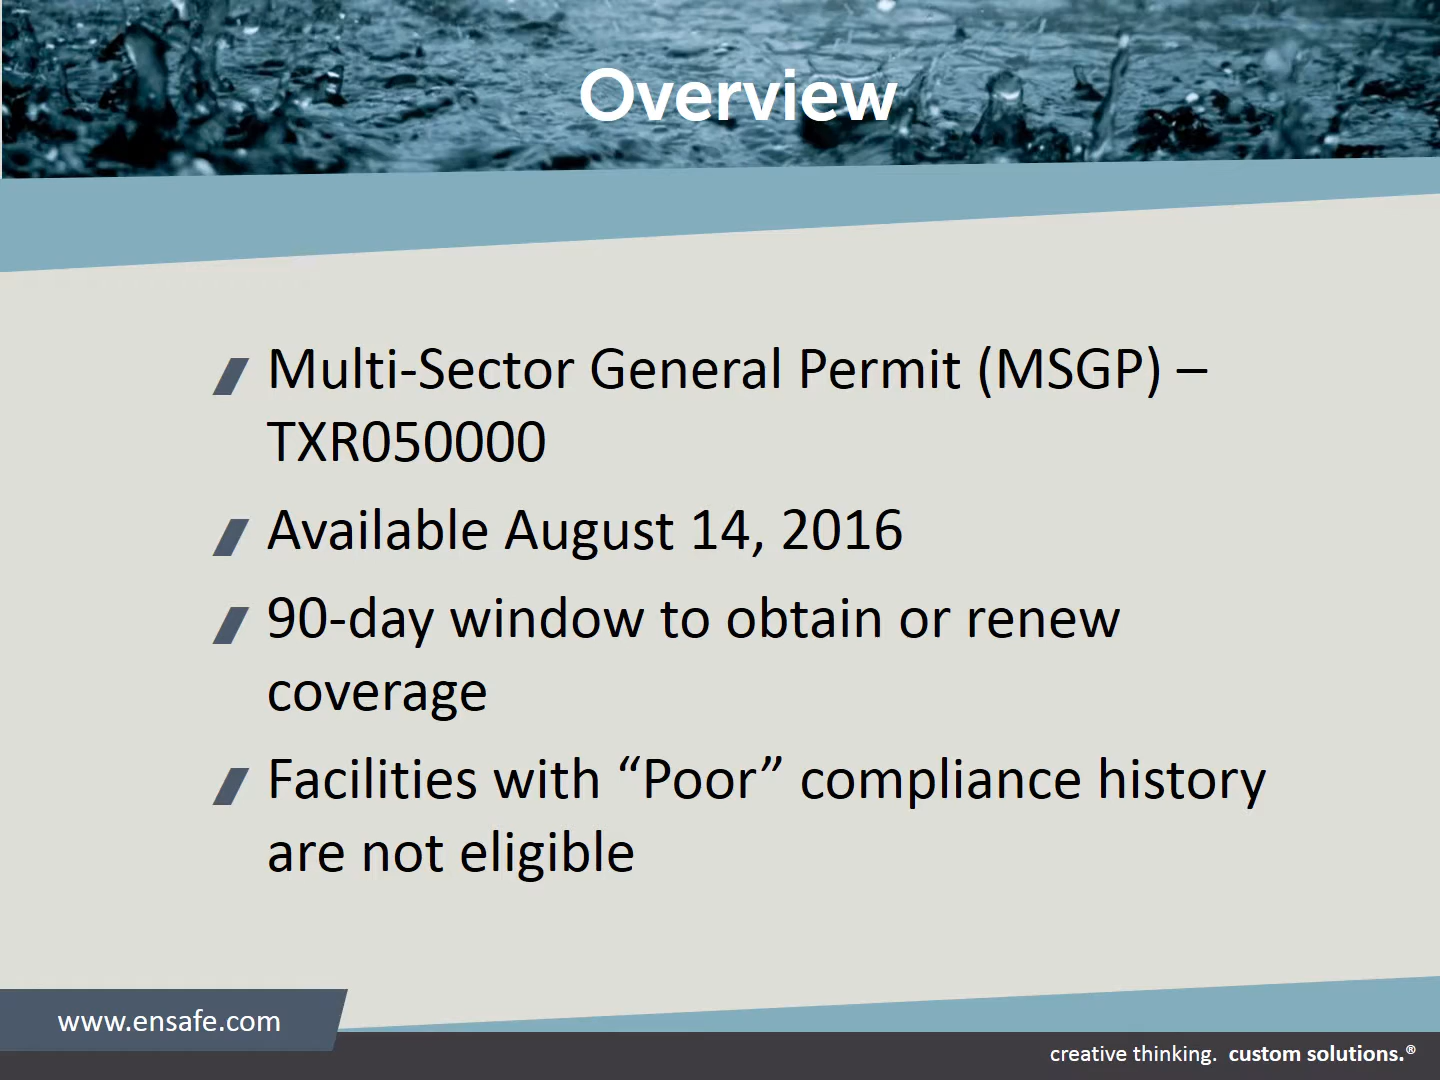 Overview
Multi-Sector General Permit (MSGP) –
TXR050000
Available August 14, 2016
90-day window to obtain or renew
coverage
Facilities with “Poor” compliance history
are not eligible
www.ensafe.com
creative thinking. custom solutions.®